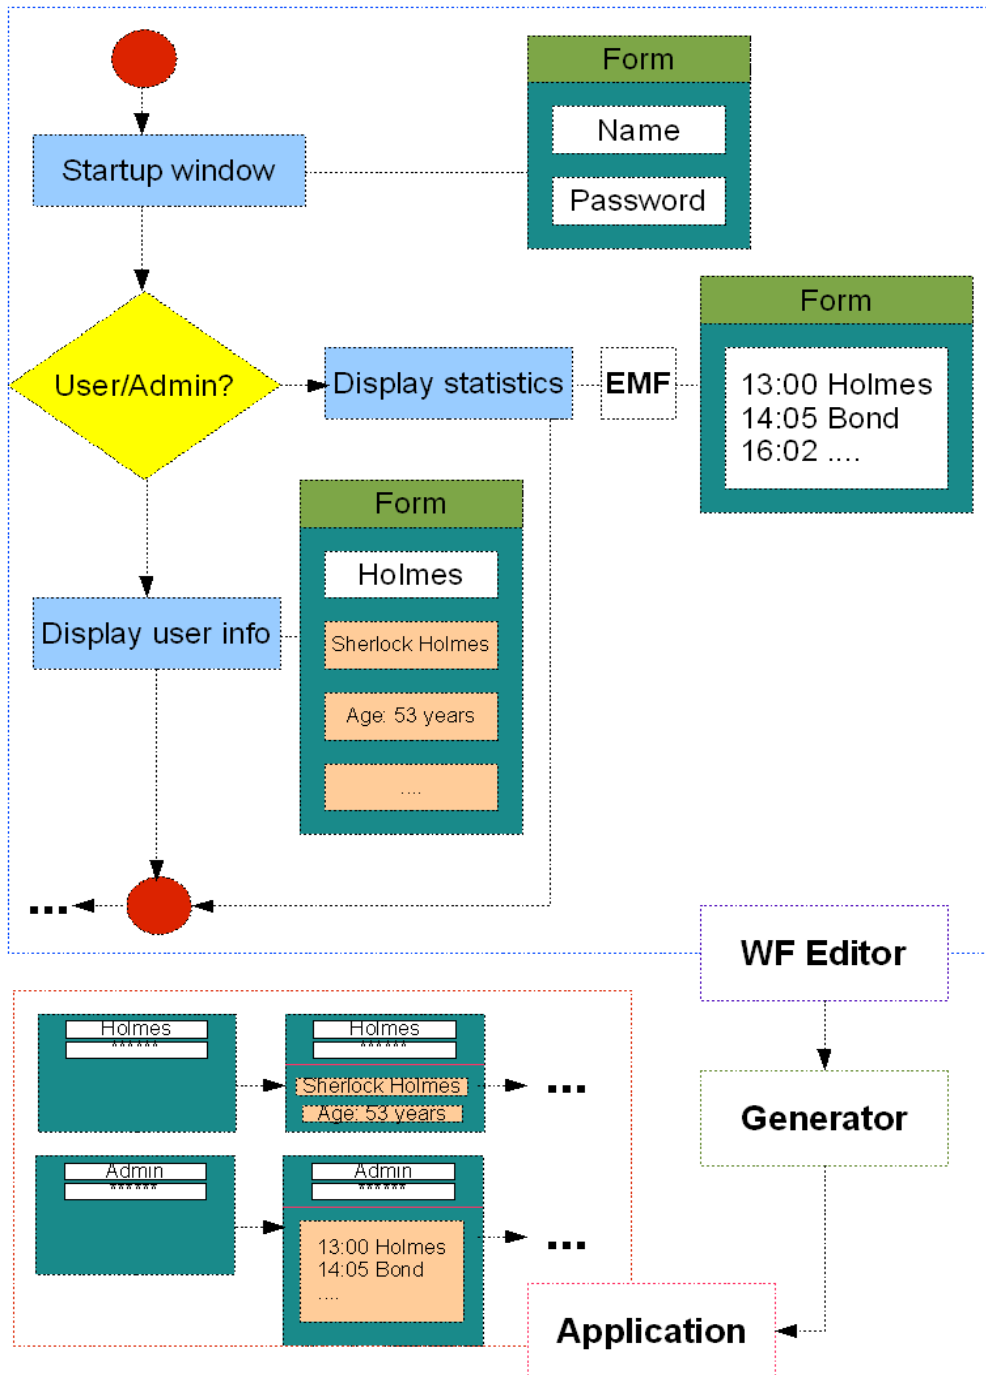 Form
Name
Startup window
Password
Form
User/Admin?
Display statistics
EMF
13:00 Holmes
14:05 Bond
16:02 ....
Form
Holmes
Display user info
Sherlock Holmes
Age: 53 years
....
...
WF Editor
Holmes
******
Holmes
******
Sherlock Holmes
Age: 53 years
...
Generator
Admin
******
Admin
******
13:00 Holmes
14:05 Bond
....
...
Application